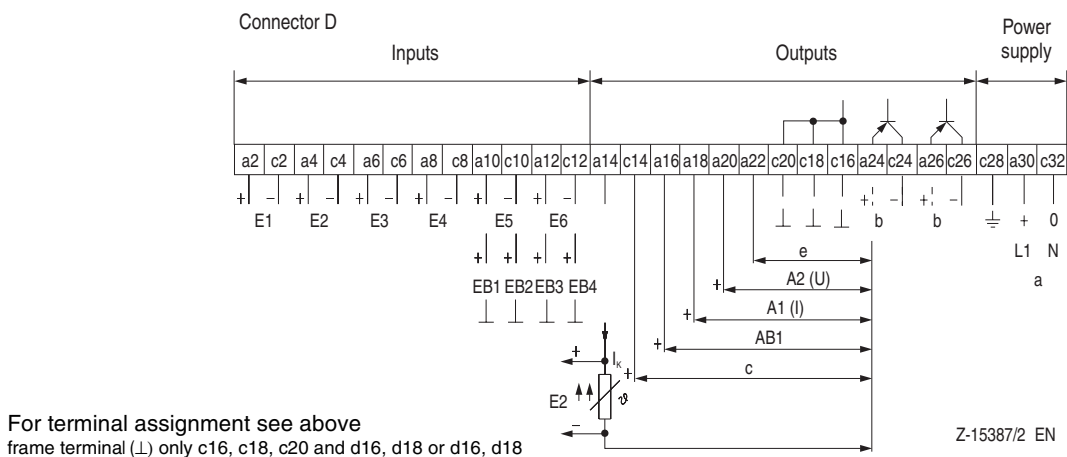 Connector D
Inputs
Outputs
Power
supply
a2 c2 a4 c4 a6 c6 a8 c8 a10 c10 a12 c12 a14 c14 a16 a18 a20 a22 c20 c18 c16 a24 c24 a26 c26 c28 a30 c32
+ − + − + − + − + − + − + − + −
E1 E2 E3 E4 E5 E6 ⊥ ⊥ ⊥ b b ⏚ + 0
L1 N
a
+ + + +
EB1 EB2 EB3 EB4
⊥ ⊥ ⊥ ⊥
e
+ A2 (U)
+ A1 (I)
+ AB1
+ c
+ IK
E2 ϑ
−
For terminal assignment see above
frame terminal (⊥) only c16, c18, c20 and d16, d18 or d16, d18
Z-15387/2 EN